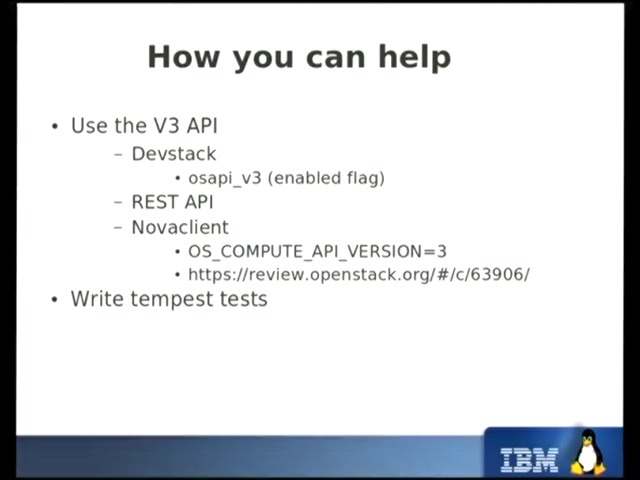 How you can help
• Use the V3 API
– Devstack
• osapi_v3 (enabled flag)
– REST API
– Novaclient
• OS_COMPUTE_API_VERSION=3
• https://review.openstack.org/#/c/63906/
• Write tempest tests
IBM